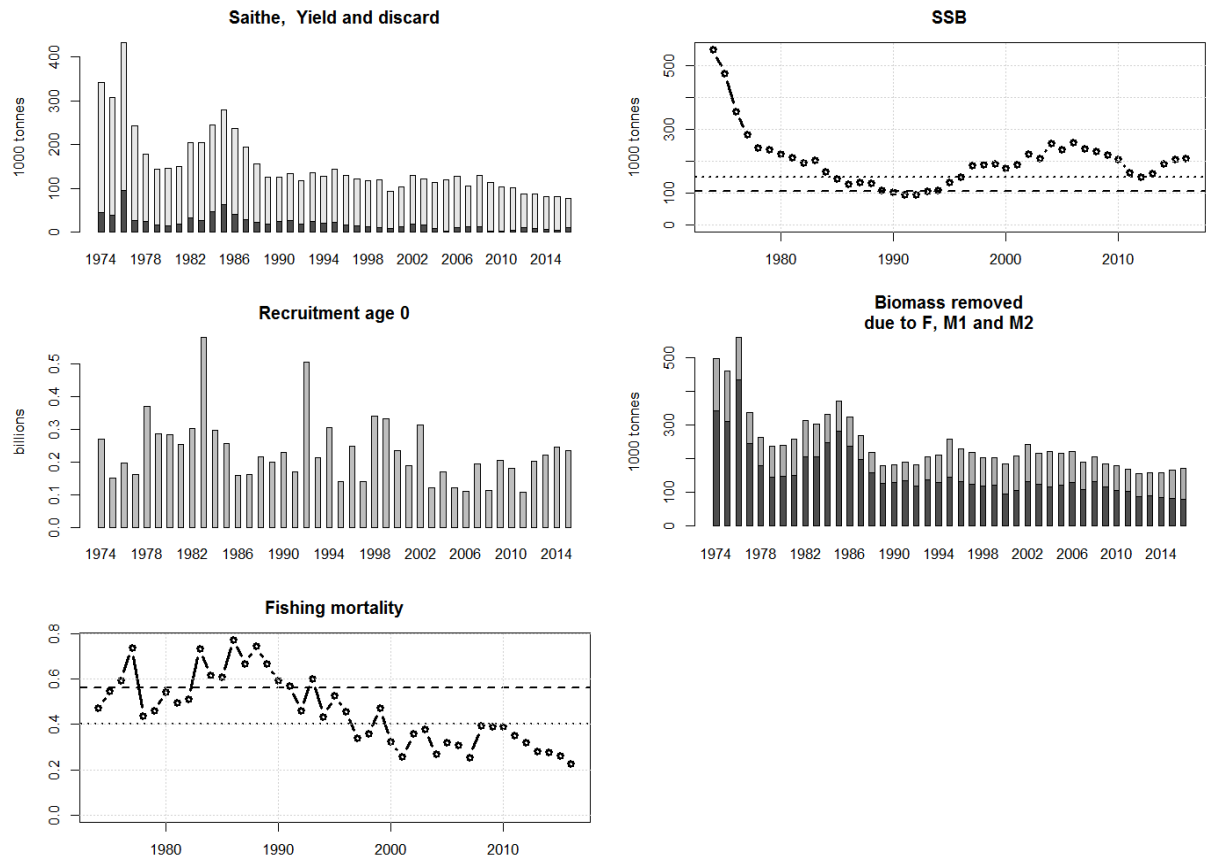 Saithe,  Yield and discard
1000 tonnes
0 100 200 300 400
1974 1978 1982 1986 1990 1994 1998 2002 2006 2010 2014
SSB
1000 tonnes
0 100 300 500
1980 1990 2000 2010
Recruitment age 0
billions
0.0 0.1 0.2 0.3 0.4 0.5
1974 1978 1982 1986 1990 1994 1998 2002 2006 2010 2014
Biomass removed
due to F, M1 and M2
1000 tonnes
0 100 300 500
1974 1978 1982 1986 1990 1994 1998 2002 2006 2010 2014
Fishing mortality
0.0 0.2 0.4 0.6 0.8
1980 1990 2000 2010